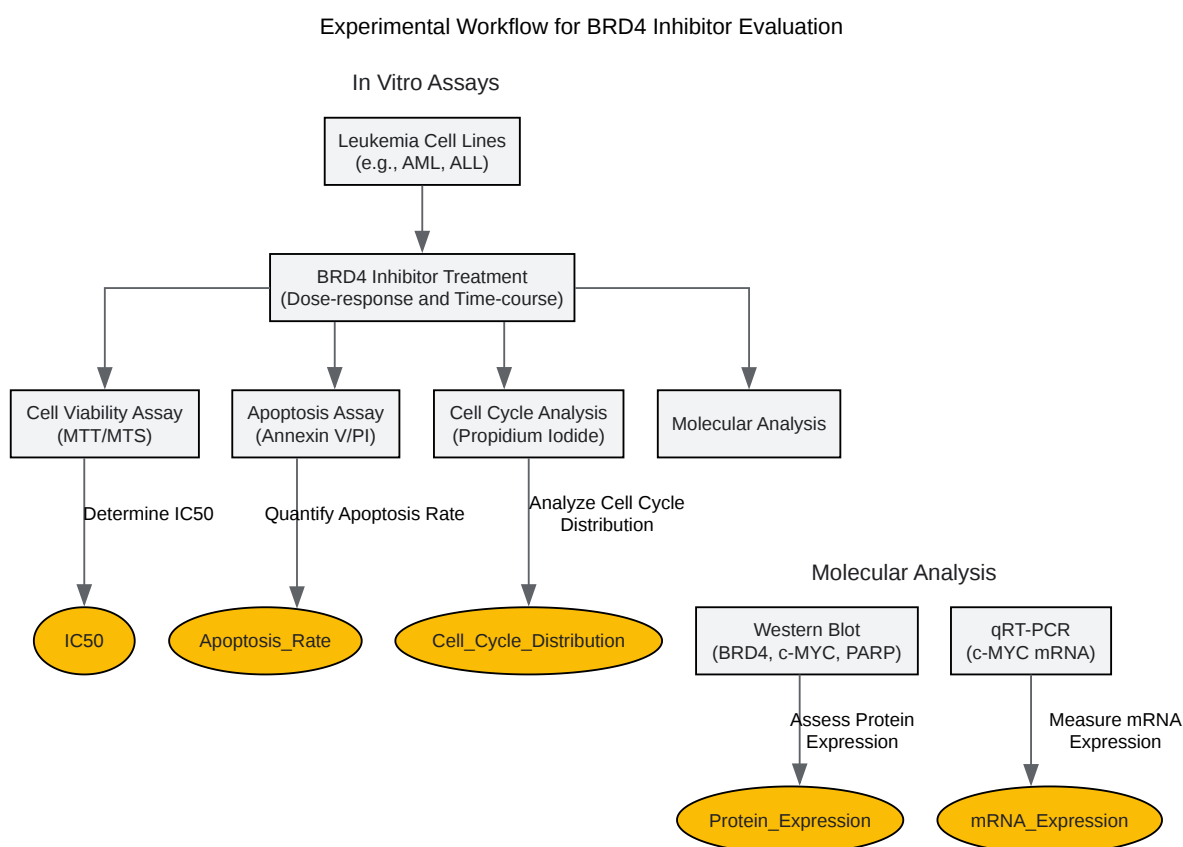 Experimental Workflow for BRD4 Inhibitor Evaluation
In Vitro Assays
Leukemia Cell Lines
(e.g., AML, ALL)
BRD4 Inhibitor Treatment
(Dose-response and Time-course)
Cell Viability Assay
(MTT/MTS)
Apoptosis Assay
(Annexin V/PI)
Cell Cycle Analysis
(Propidium Iodide)
Molecular Analysis
Determine IC50
Quantify Apoptosis Rate
Analyze Cell Cycle
Distribution
Molecular Analysis
IC50
Apoptosis_Rate
Cell_Cycle_Distribution
Western Blot
(BRD4, c-MYC, PARP)
qRT-PCR
(c-MYC mRNA)
Assess Protein
Expression
Measure mRNA
Expression
Protein_Expression
mRNA_Expression